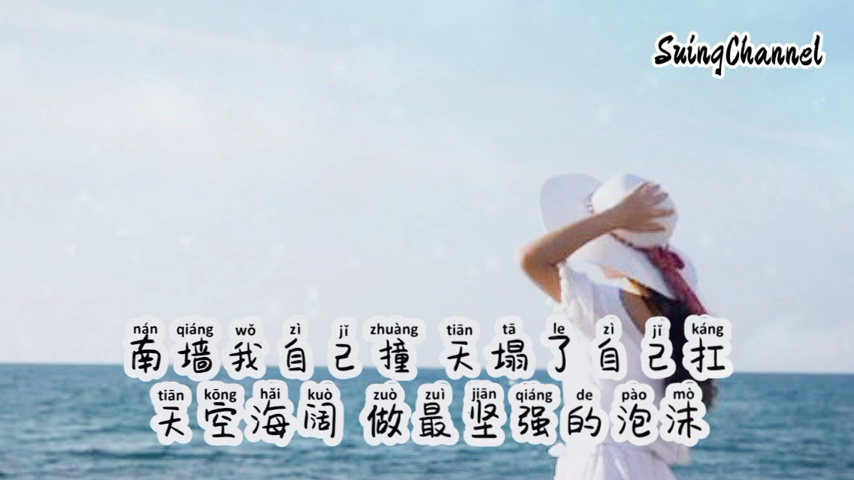 SuingChannel
nán qiáng wǒ zì jǐ zhuàng tiān tā le zì jǐ káng
南墙我自己撞 天塌了自己扛
tiān kōng hǎi kuò zuò zuì jiān qiáng de pào mò
天空海阔 做最坚强的泡沫